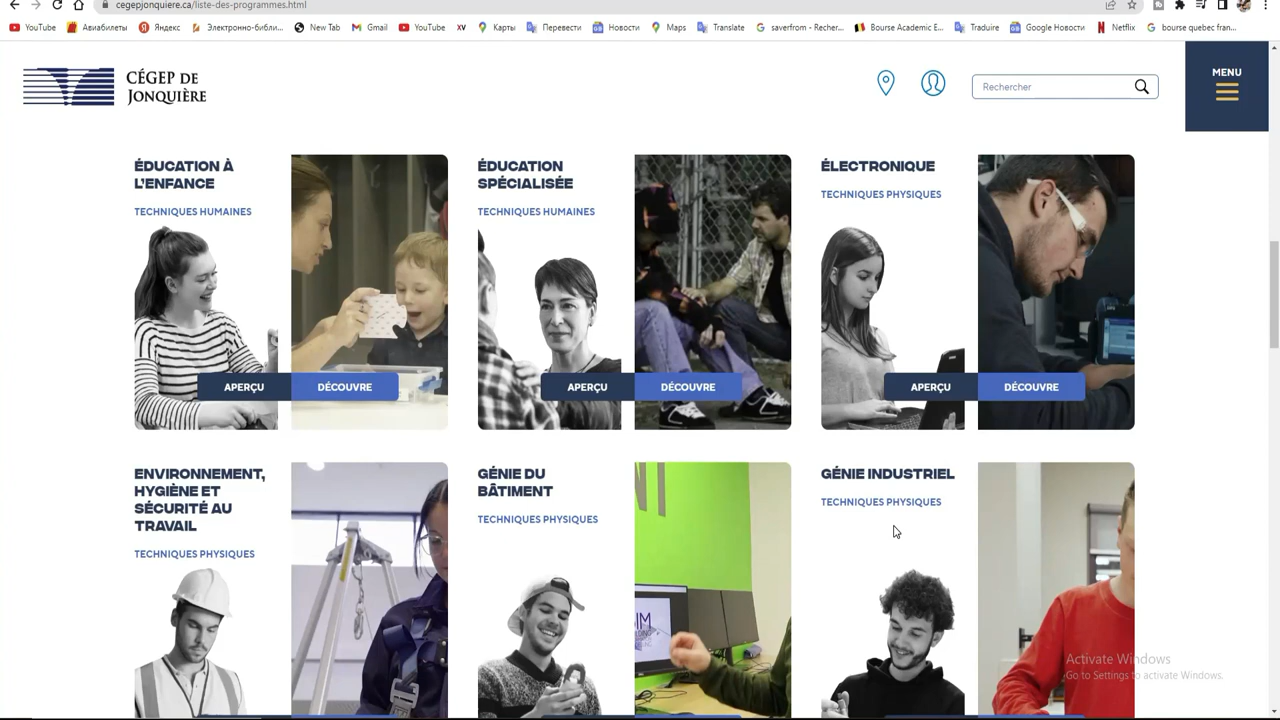 cegepjonquiere.ca/liste-des-programmes.html
YouTube
Авиабилеты
Яндекс
Электронно-библи...
New Tab
Gmail
YouTube
XV
Карты
Перевести
Новости
Maps
Translate
saverfrom - Recher...
Bourse Academic E...
Traduire
Google Новости
Netflix
bourse quebec fran...
CÉGEP DE
JONQUIÈRE
Rechercher
MENU
ÉDUCATION À
L'ENFANCE
TECHNIQUES HUMAINES
APERÇU
DÉCOUVRE
ÉDUCATION
SPÉCIALISÉE
TECHNIQUES HUMAINES
APERÇU
DÉCOUVRE
ÉLECTRONIQUE
TECHNIQUES PHYSIQUES
APERÇU
DÉCOUVRE
ENVIRONNEMENT,
HYGIÈNE ET
SÉCURITÉ AU
TRAVAIL
TECHNIQUES PHYSIQUES
GÉNIE DU
BÂTIMENT
TECHNIQUES PHYSIQUES
GÉNIE INDUSTRIEL
TECHNIQUES PHYSIQUES
Activate Windows
Go to Settings to activate Windows.